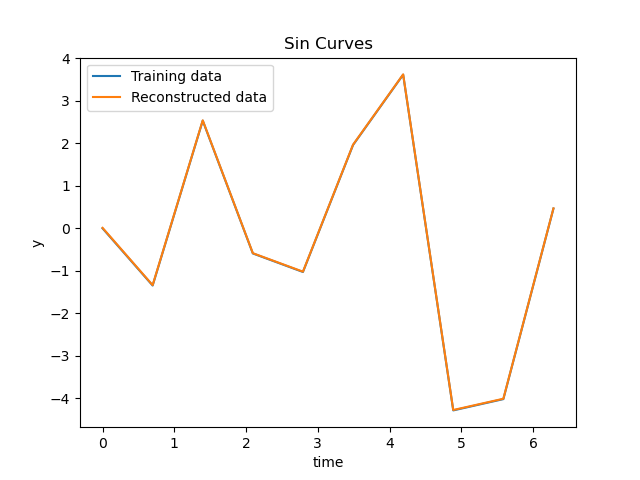 Sin Curves
Training data
Reconstructed data
4
3
2
1
0
−1
−2
−3
−4
y
0 1 2 3 4 5 6
time